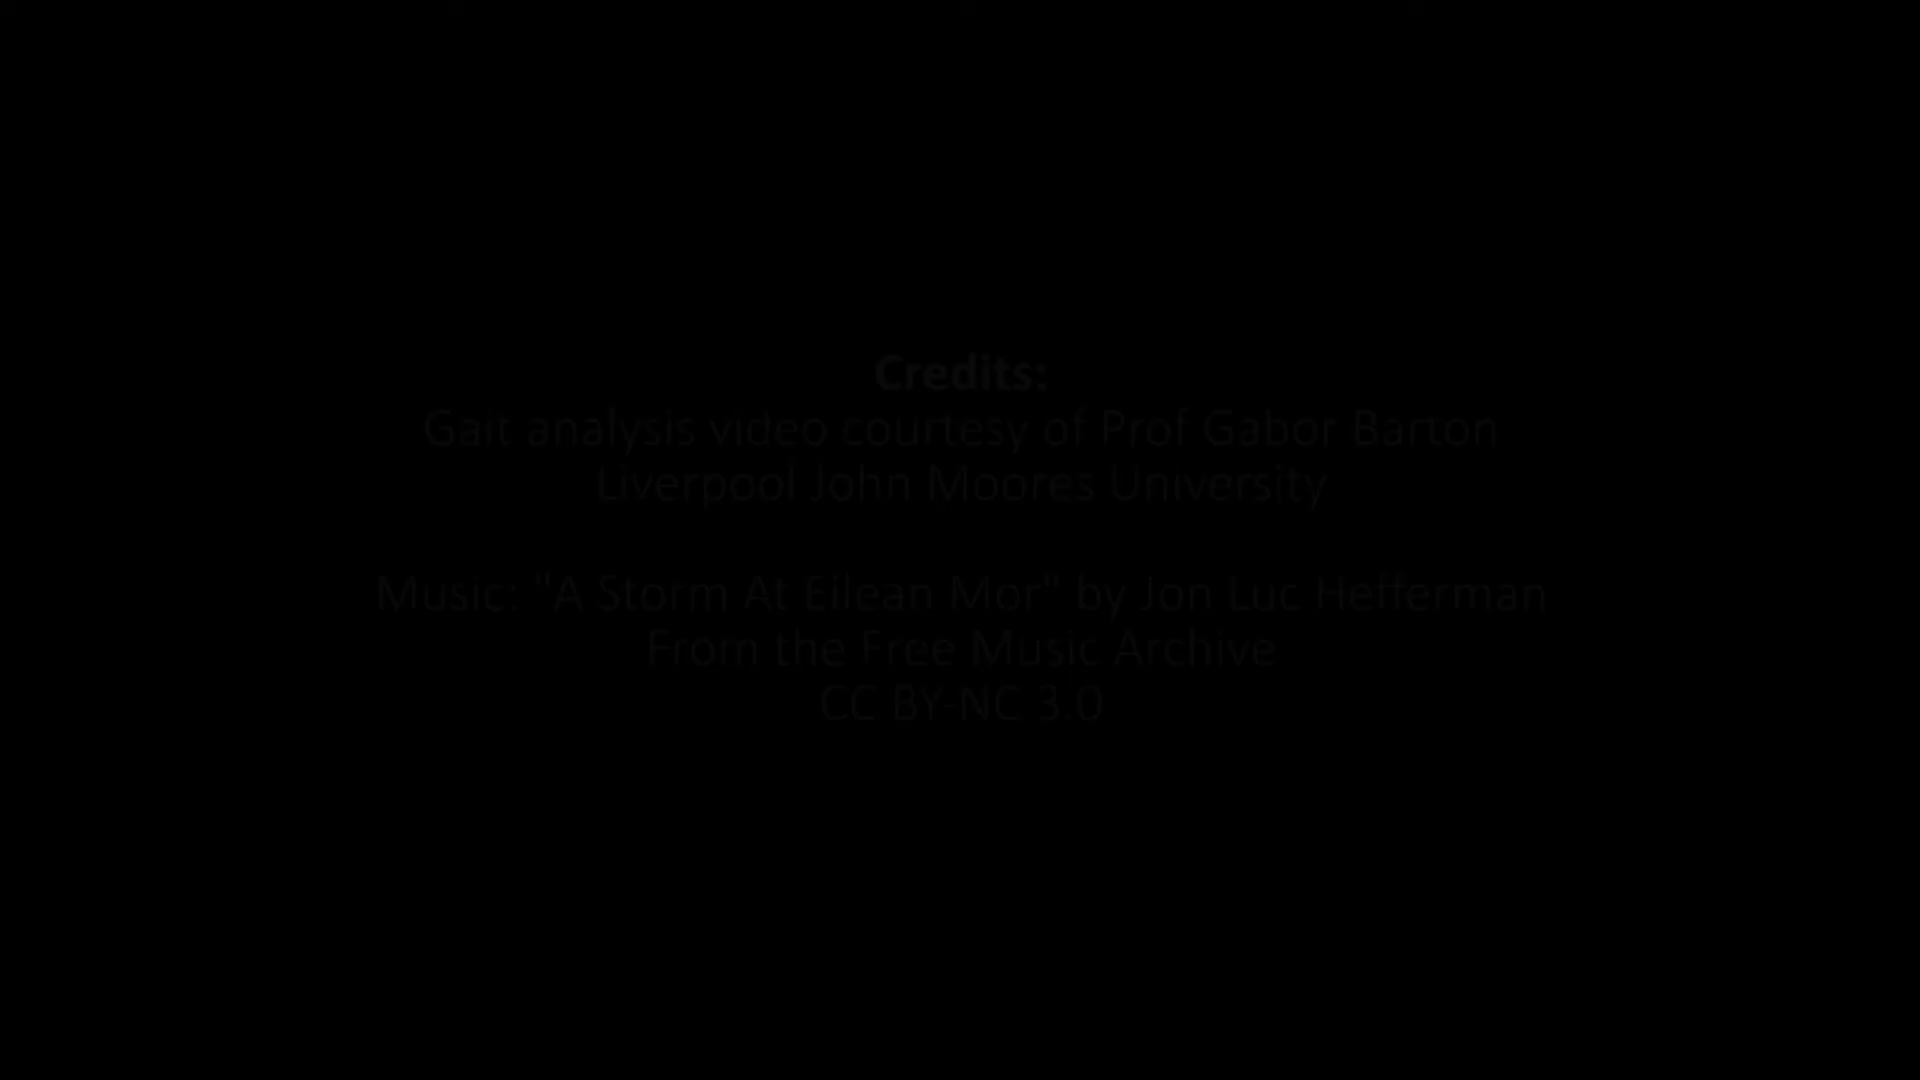 Credits:
Gait analysis video courtesy of Prof Gabor Barton
Liverpool John Moores University
Music: "A Storm At Eilean Mor" by Jon Luc Hefferman
From the Free Music Archive
CC BY-NC 3.0